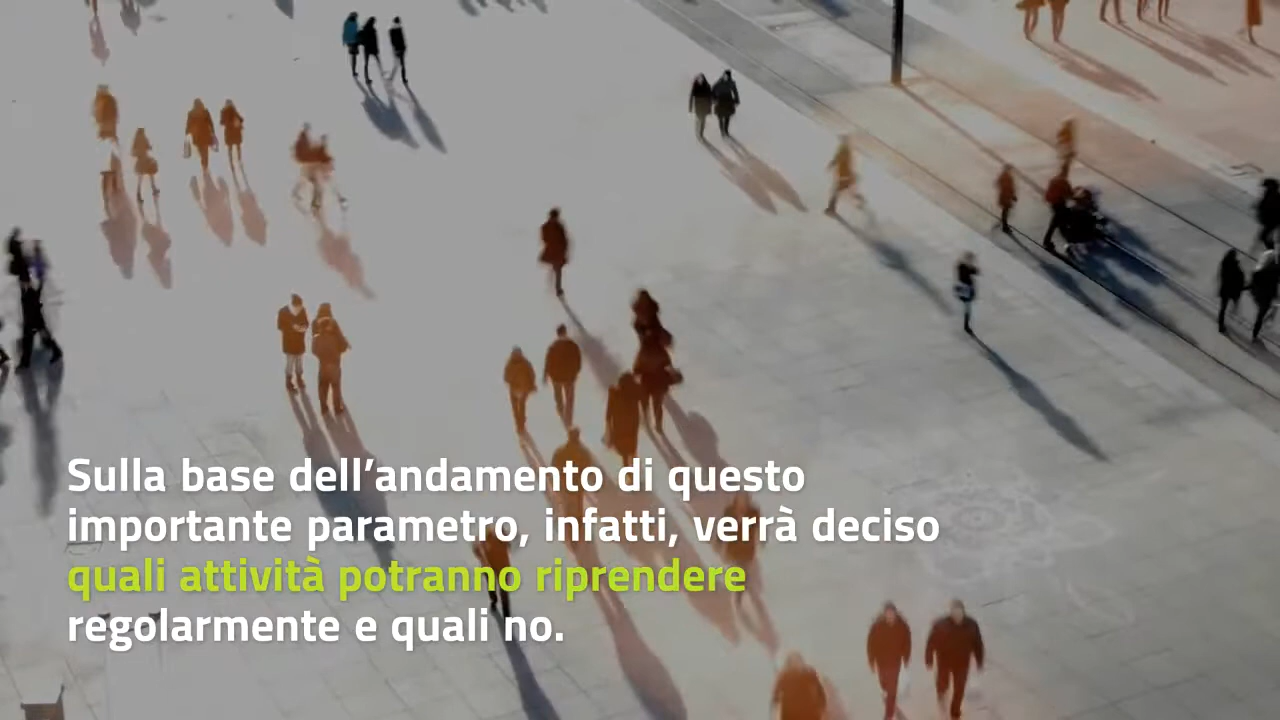 Sulla base dell’andamento di questo
importante parametro, infatti, verrà deciso
quali attività potranno riprendere
regolarmente e quali no.